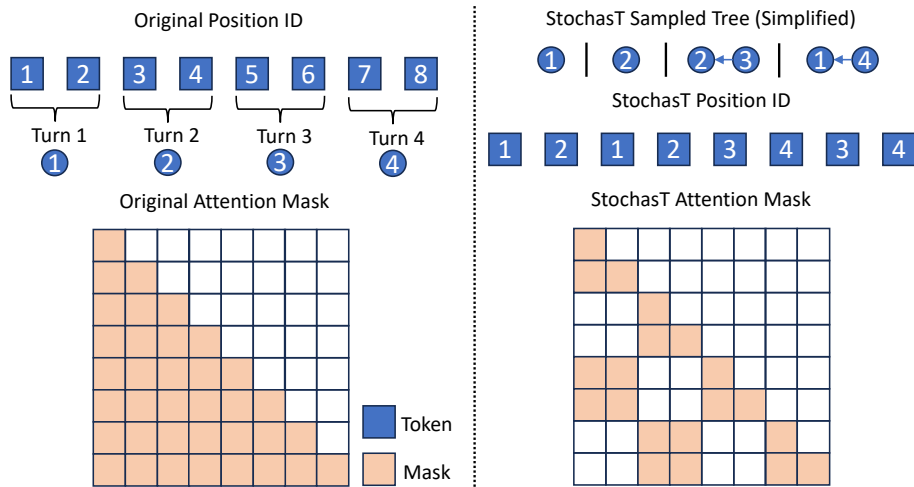 Original Position ID
1 2 3 4 5 6 7 8
Turn 1 Turn 2 Turn 3 Turn 4
1 2 3 4
Original Attention Mask
Token
Mask
StochasT Sampled Tree (Simplified)
1 2 2 3 1 4
StochasT Position ID
1 2 1 2 3 4 3 4
StochasT Attention Mask